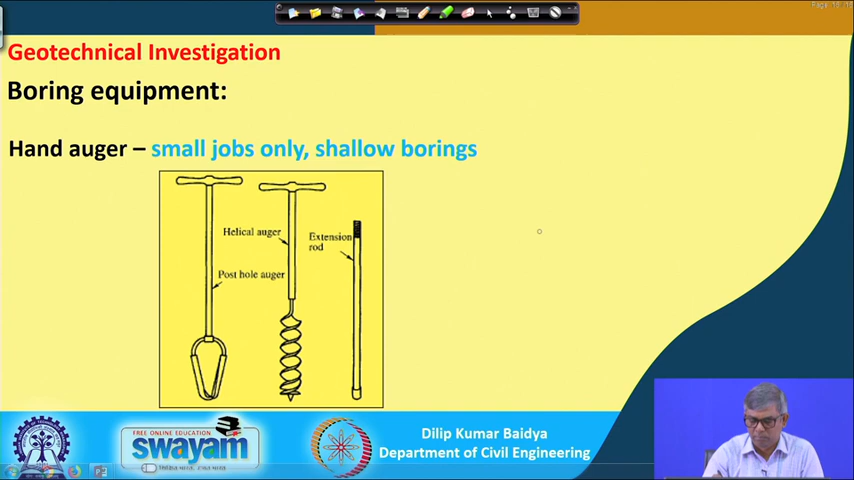 Geotechnical Investigation
Boring equipment:
Hand auger – small jobs only, shallow borings
Helical auger
Extension
rod
Post hole auger
FREE ONLINE EDUCATION
swayam
Dilip Kumar Baidya
Department of Civil Engineering